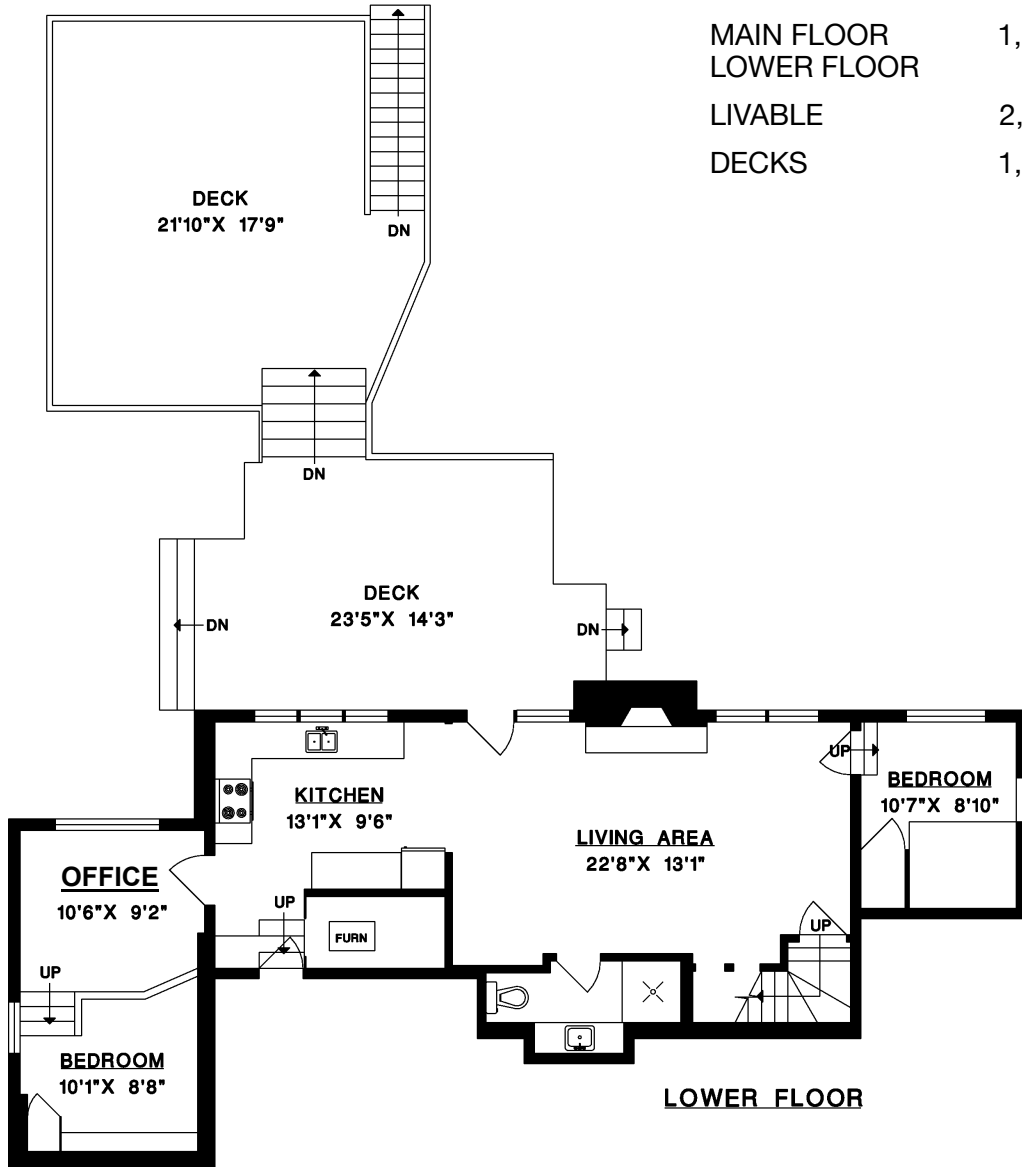 MAIN FLOOR 1,
LOWER FLOOR
LIVABLE 2,
DECKS 1,
DECK
21'10"X 17'9"
DN
DN
DECK
23'5"X 14'3"
DN
DN
UP
BEDROOM
10'7"X 8'10"
KITCHEN
13'1"X 9'6"
LIVING AREA
22'8"X 13'1"
OFFICE
10'6"X 9'2"
UP
FURN
UP
UP
BEDROOM
10'1"X 8'8"
LOWER FLOOR